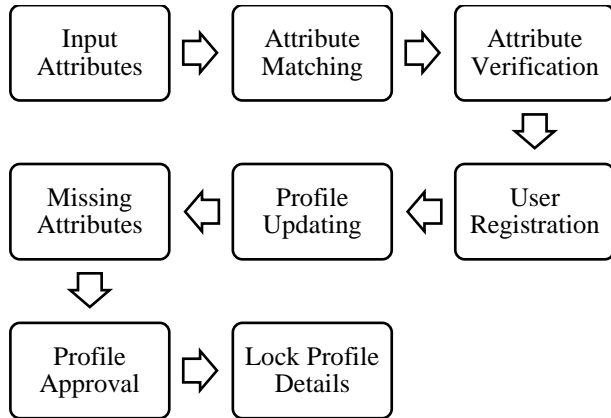 Input
Attributes
Attribute
Matching
Attribute
Verification
User
Registration
Profile
Updating
Missing
Attributes
Profile
Approval
Lock Profile
Details